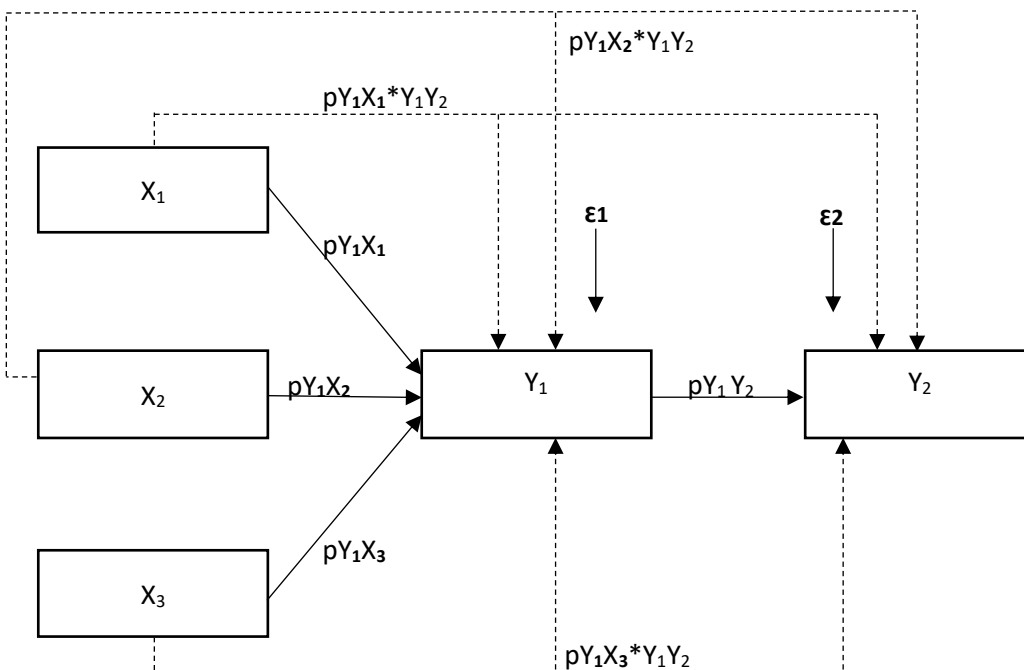 pY₁X₂*Y₁Y₂
pY₁X₁*Y₁Y₂
X₁
ε1
ε2
pY₁X₁
X₂
pY₁X₂
Y₁
pY₁ Y₂
Y₂
pY₁X₃
X₃
pY₁X₃*Y₁Y₂